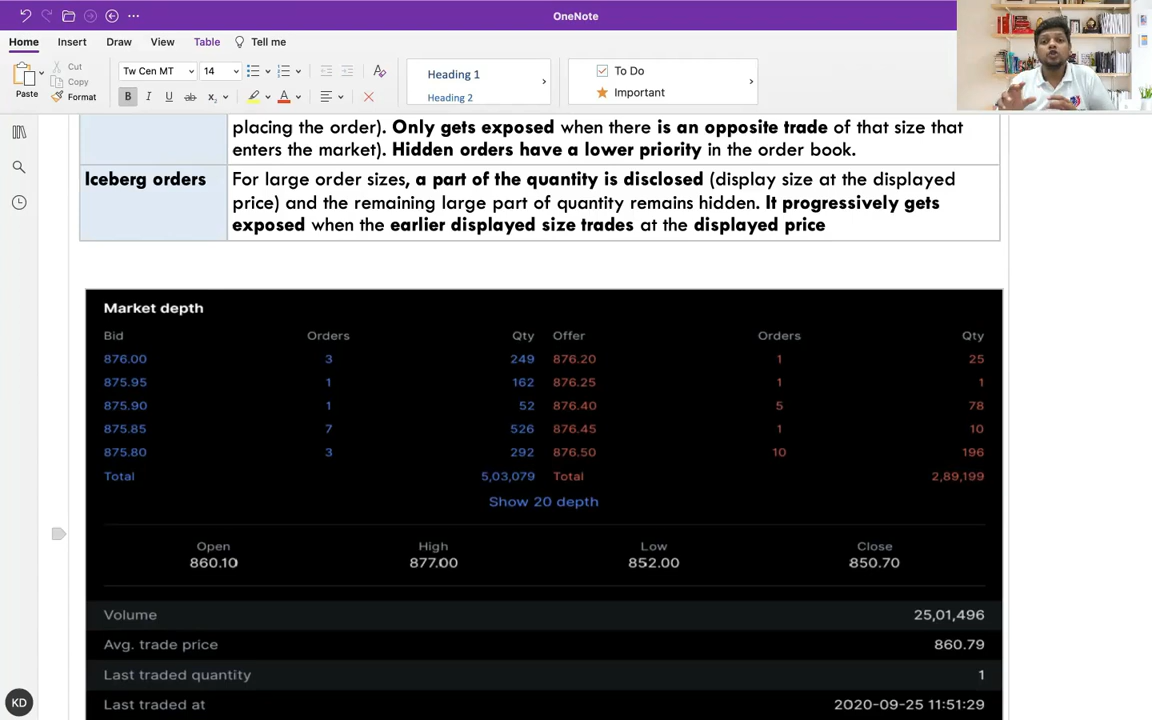 OneNote
Home Insert Draw View Table Tell me
Paste
Cut
Copy
Format
Tw Cen MT 14
B I U ab x₂ A
Heading 1
Heading 2
To Do
Important
placing the order). Only gets exposed when there is an opposite trade of that size that
enters the market). Hidden orders have a lower priority in the order book.
Iceberg orders For large order sizes, a part of the quantity is disclosed (display size at the displayed
price) and the remaining large part of quantity remains hidden. It progressively gets
exposed when the earlier displayed size trades at the displayed price
Market depth
Bid Orders Qty Offer Orders Qty
876.00 3 249 876.20 1 25
875.95 1 162 876.25 1 1
875.90 1 52 876.40 5 78
875.85 7 526 876.45 1 10
875.80 3 292 876.50 10 196
Total 5,03,079 Total 2,89,199
Show 20 depth
Open High Low Close
860.10 877.00 852.00 850.70
Volume 25,01,496
Avg. trade price 860.79
Last traded quantity 1
Last traded at 2020-09-25 11:51:29
KD